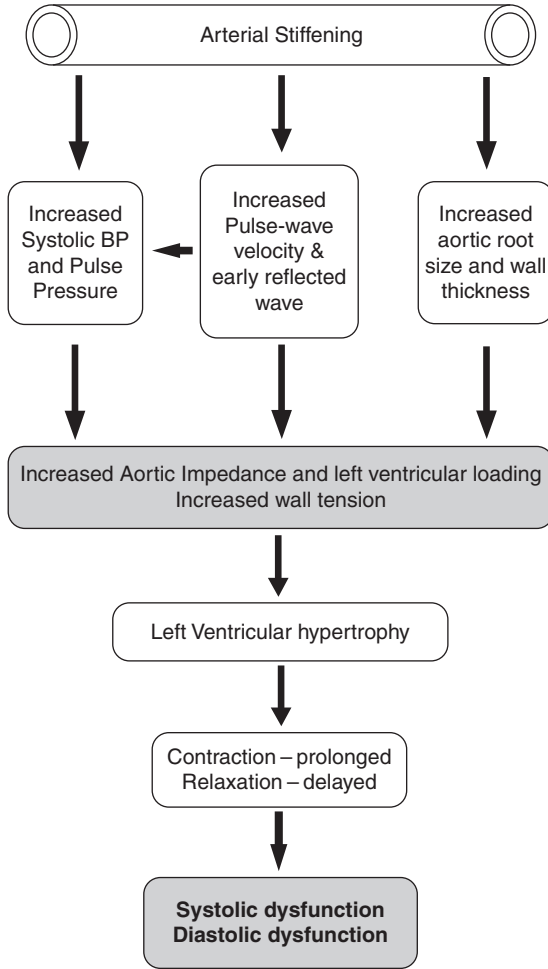 Arterial Stiffening
Increased
Systolic BP
and Pulse
Pressure
Increased
Pulse-wave
velocity &
early reflected
wave
Increased
aortic root
size and wall
thickness
Increased Aortic Impedance and left ventricular loading
Increased wall tension
Left Ventricular hypertrophy
Contraction – prolonged
Relaxation – delayed
Systolic dysfunction
Diastolic dysfunction